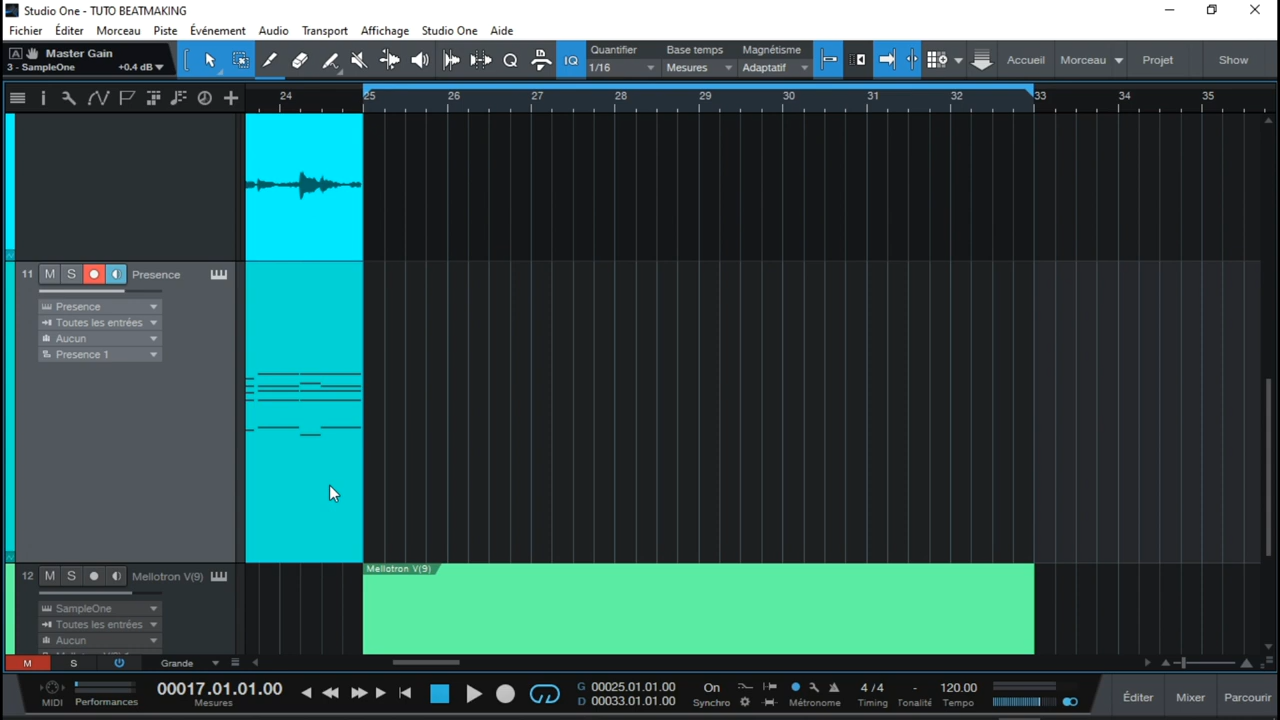 Studio One - TUTO BEATMAKING
Fichier Éditer Morceau Piste Événement Audio Transport Affichage Studio One Aide
A Master Gain
3 - SampleOne +0.4 dB
IQ
Quantifier Base temps Magnétisme
1/16 Mesures Adaptatif
Accueil Morceau Projet Show
24 25 26 27 28 29 30 31 32 33 34 35
11 M S Presence
Presence
Toutes les entrées
Aucun
Presence 1
Mellotron V(9)
12 M S Mellotron V(9)
SampleOne
Toutes les entrées
Aucun
M S Grande
MIDI Performances
00017.01.01.00
Mesures
G 00025.01.01.00
D 00033.01.01.00
On
Synchro
Métronome
4 / 4
Timing
-
Tonalité
120.00
Tempo
Éditer Mixer Parcourir